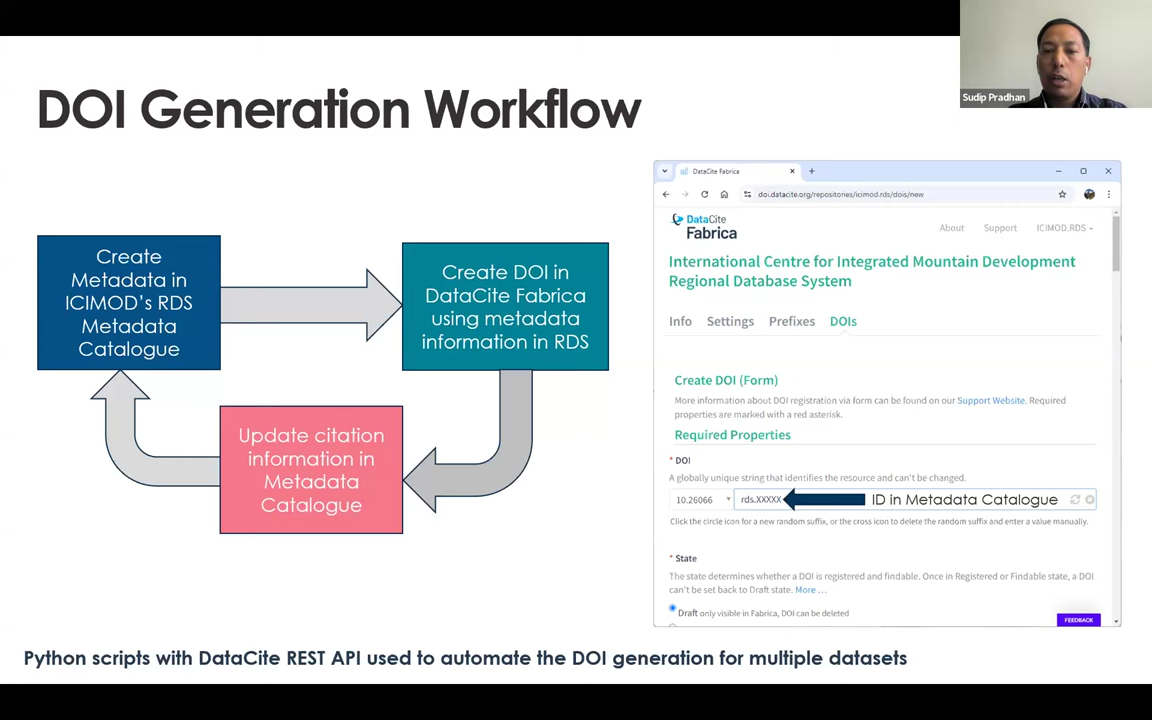 Sudip Pradhan
DOI Generation Workflow
Create
Metadata in
ICIMOD's RDS
Metadata
Catalogue
Create DOI in
DataCite Fabrica
using metadata
information in RDS
Update citation
information in
Metadata
Catalogue
DataCite Fabrica
doi.datacite.org/repositories/icimod.rds/dois/new
DataCite
Fabrica
About Support ICIMOD.RDS
International Centre for Integrated Mountain Development
Regional Database System
Info Settings Prefixes DOIs
Create DOI (Form)
More information about DOI registration via form can be found on our Support Website. Required
properties are marked with a red asterisk.
Required Properties
* DOI
A globally unique string that identifies the resource and can't be changed.
10.26066 rds.XXXXX ID in Metadata Catalogue
Click the circle icon for a new random suffix, or the cross icon to delete the random suffix and enter a value manually.
* State
The state determines whether a DOI is registered and findable. Once in Registered or Findable state, a DOI
can't be set back to Draft state. More ...
Draft only visible in Fabrica, DOI can be deleted
FEEDBACK
Python scripts with DataCite REST API used to automate the DOI generation for multiple datasets